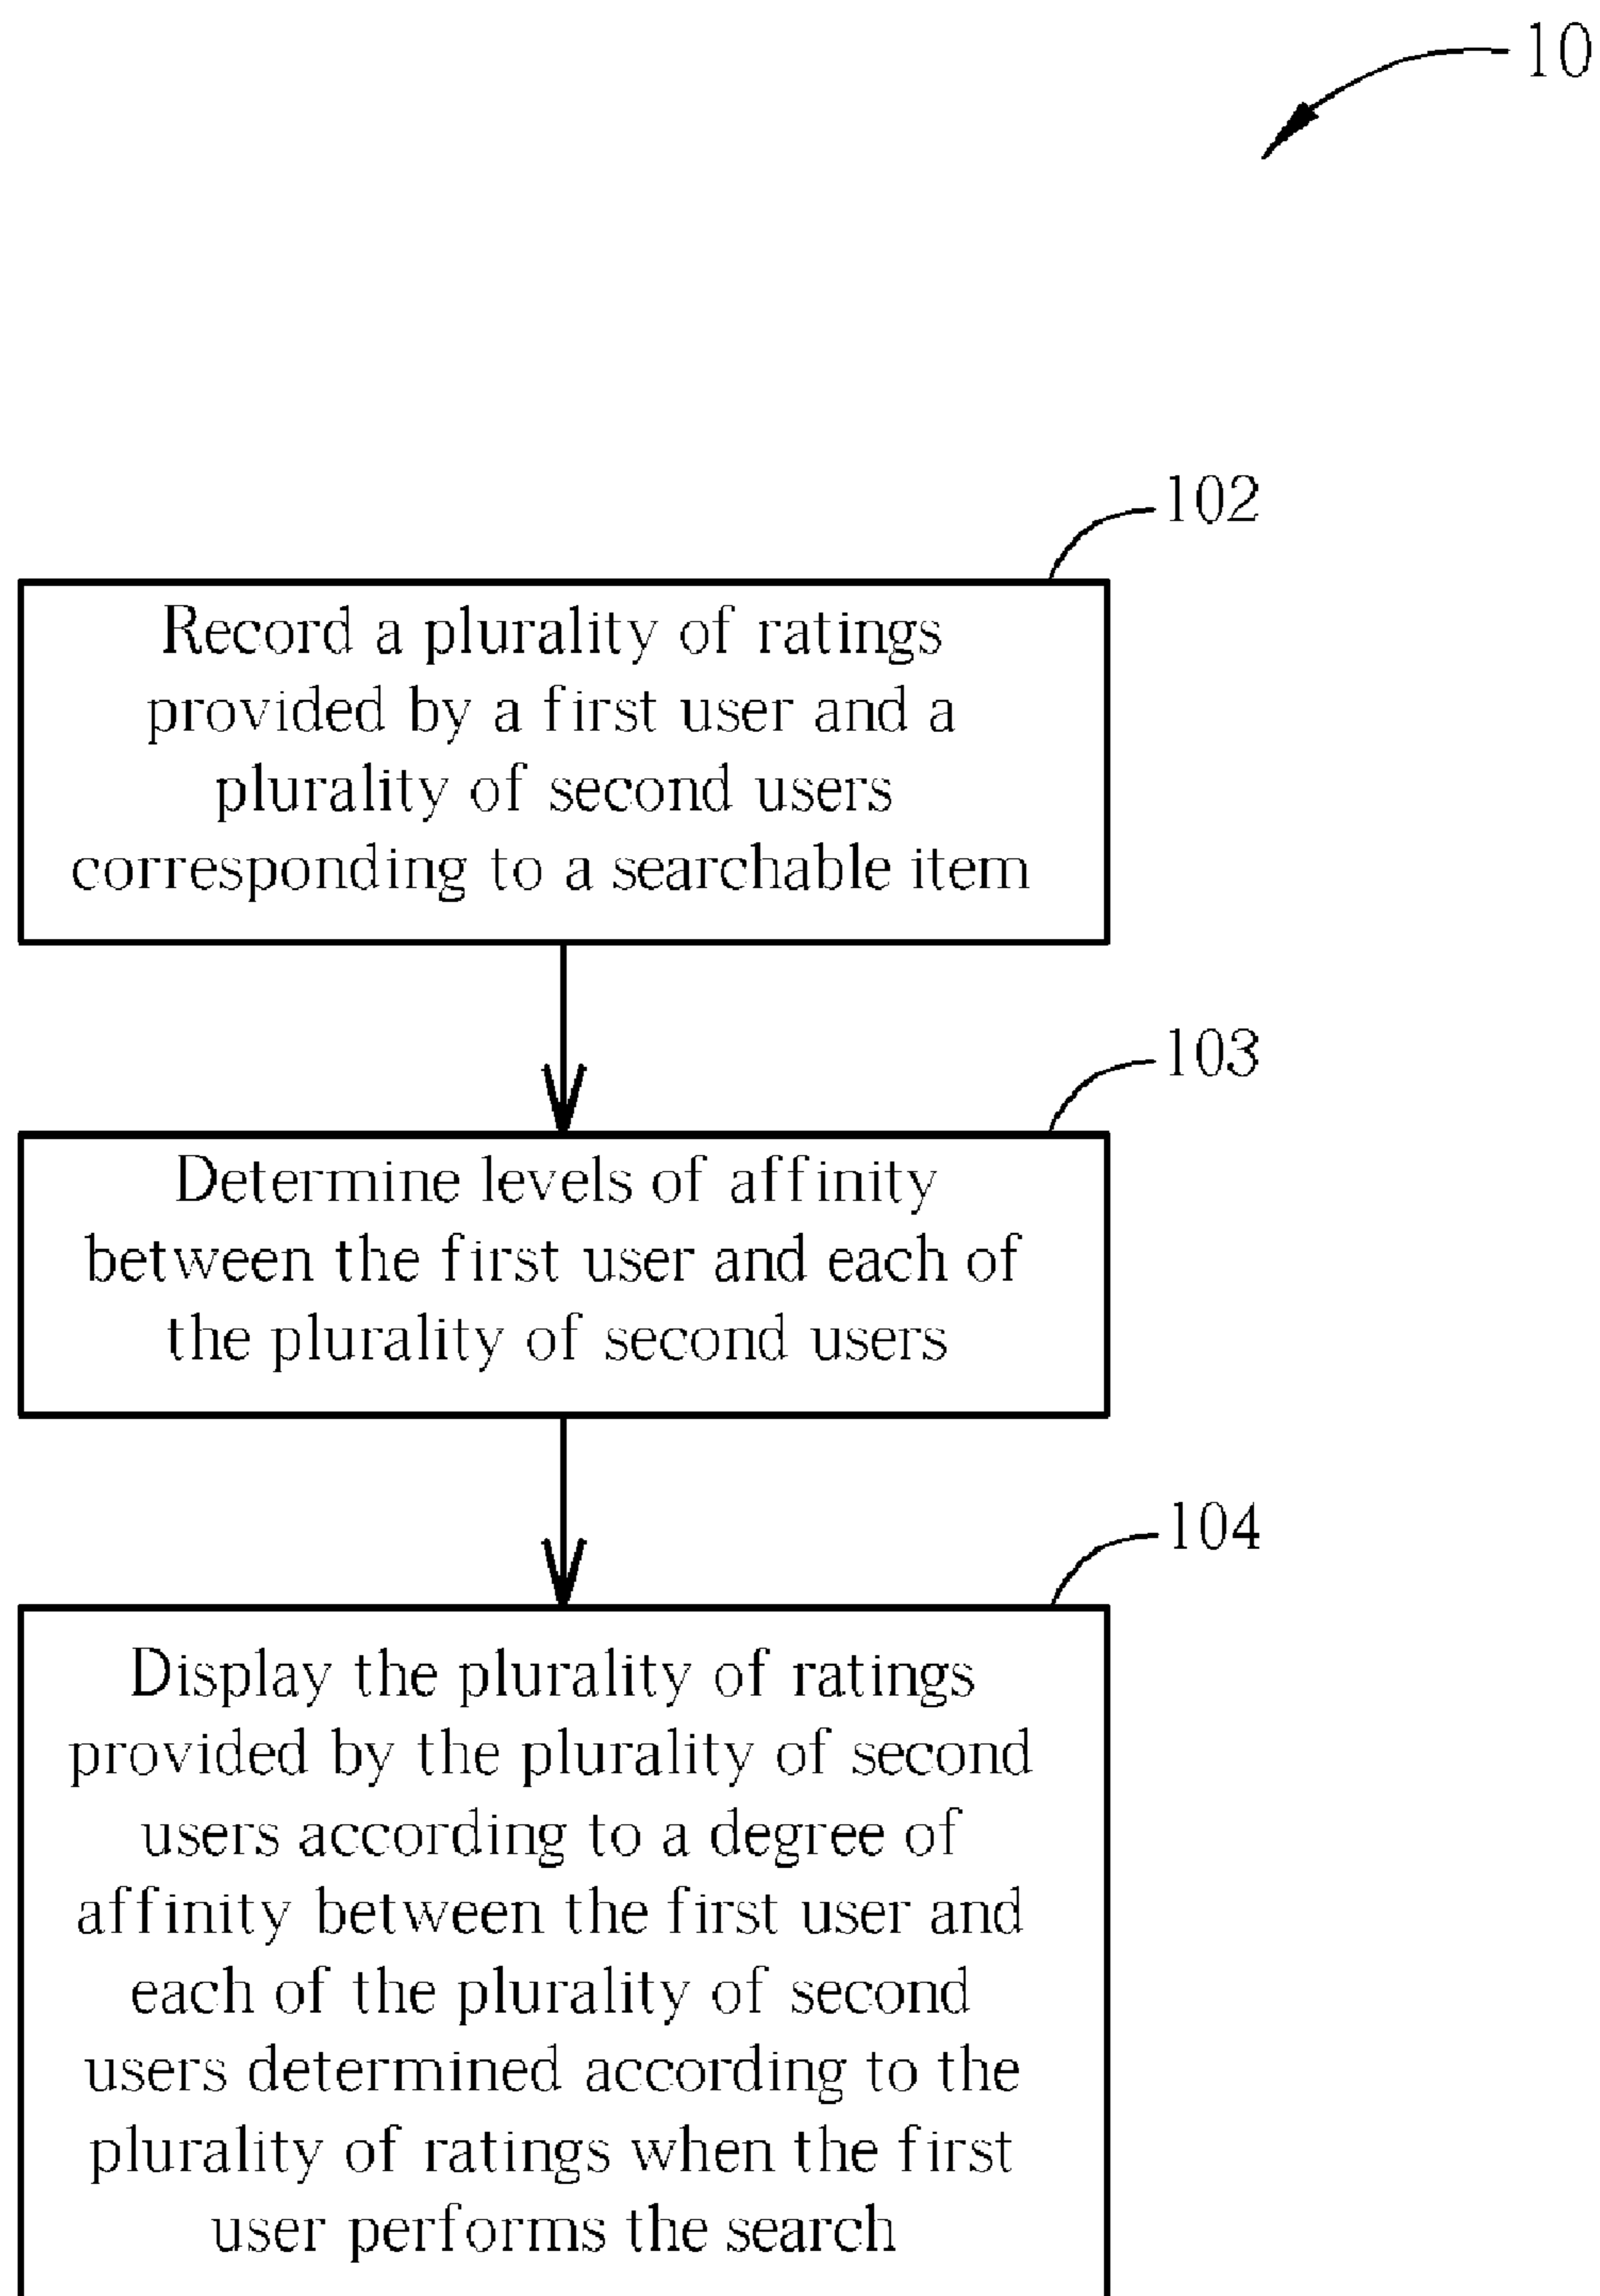 10
102
Record a plurality of ratings
provided by a first user and a
plurality of second users
corresponding to a searchable item
103
Determine levels of affinity
between the first user and each of
the plurality of second users
104
Display the plurality of ratings
provided by the plurality of second
users according to a degree of
affinity between the first user and
each of the plurality of second
users determined according to the
plurality of ratings when the first
user performs the search